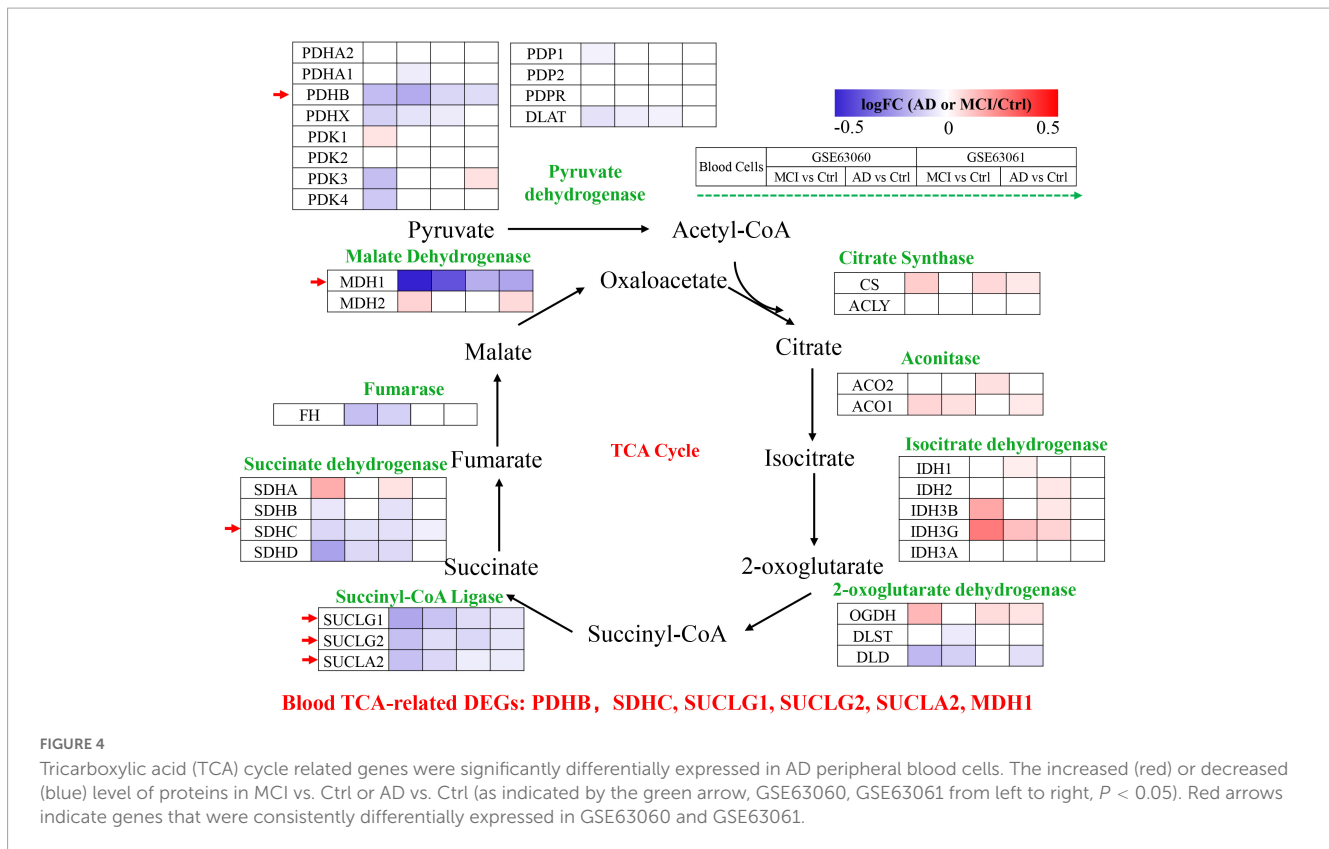 PDHA2
PDHA1
PDHB
PDHX
PDK1
PDK2
PDK3
PDK4
PDP1
PDP2
PDPR
DLAT
logFC (AD or MCI/Ctrl)
-0.5 0 0.5
Blood Cells GSE63060 GSE63061
MCI vs Ctrl AD vs Ctrl MCI vs Ctrl AD vs Ctrl
Pyruvate
dehydrogenase
Pyruvate
Acetyl-CoA
Malate Dehydrogenase
MDH1
MDH2
Oxaloacetate
Citrate Synthase
CS
ACLY
Malate
Citrate
Aconitase
ACO2
ACO1
Fumarase
FH
TCA Cycle
Fumarate
Isocitrate
Isocitrate dehydrogenase
IDH1
IDH2
IDH3B
IDH3G
IDH3A
Succinate dehydrogenase
SDHA
SDHB
SDHC
SDHD
Succinate
2-oxoglutarate
2-oxoglutarate dehydrogenase
OGDH
DLST
DLD
Succinyl-CoA Ligase
SUCLG1
SUCLG2
SUCLA2
Succinyl-CoA
Blood TCA-related DEGs: PDHB，SDHC, SUCLG1, SUCLG2, SUCLA2, MDH1
FIGURE 4
Tricarboxylic acid (TCA) cycle related genes were significantly differentially expressed in AD peripheral blood cells. The increased (red) or decreased
(blue) level of proteins in MCI vs. Ctrl or AD vs. Ctrl (as indicated by the green arrow, GSE63060, GSE63061 from left to right, P < 0.05). Red arrows
indicate genes that were consistently differentially expressed in GSE63060 and GSE63061.